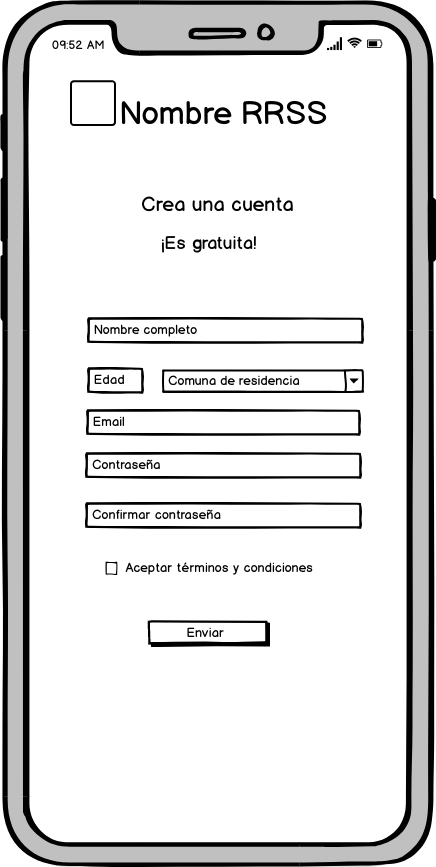 09:52 AM
Nombre RRSS
Crea una cuenta
¡Es gratuita!
Nombre completo
Edad Comuna de residencia
Email
Contraseña
Confirmar contraseña
Aceptar términos y condiciones
Enviar